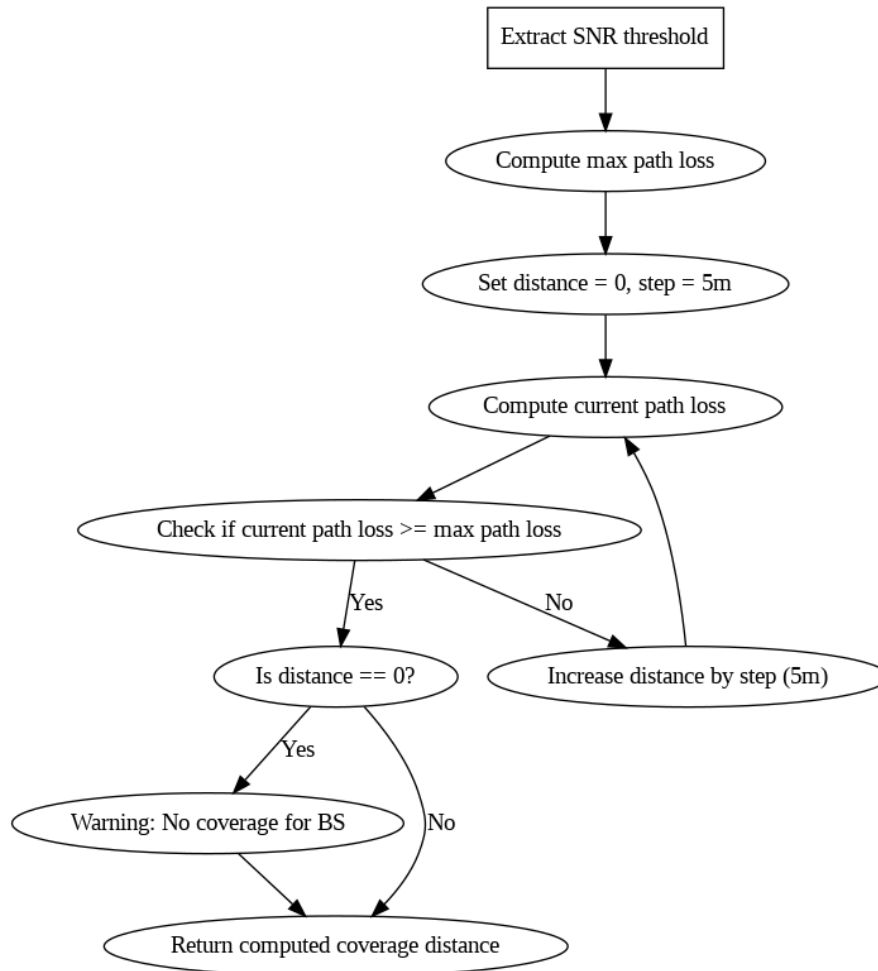 Extract SNR threshold
Compute max path loss
Set distance = 0, step = 5m
Compute current path loss
Check if current path loss >= max path loss
Yes
No
Is distance == 0?
Increase distance by step (5m)
Yes
Warning: No coverage for BS
No
Return computed coverage distance